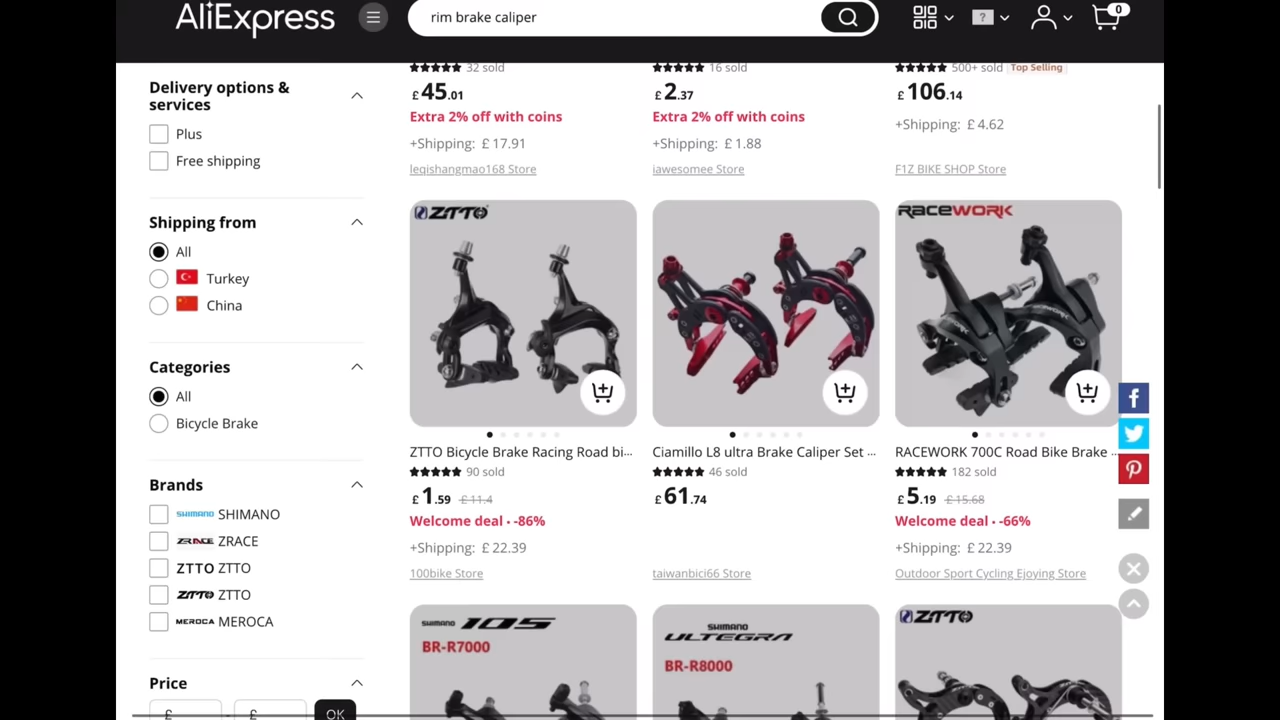 AliExpress
rim brake caliper
?
0
Delivery options &
services
Plus
Free shipping
Shipping from
All
Turkey
China
Categories
All
Bicycle Brake
Brands
SHIMANO SHIMANO
ZRACE ZRACE
ZTTO ZTTO
ZTTO ZTTO
MEROCA MEROCA
Price
£ - £ OK
32 sold
£45.01
Extra 2% off with coins
+Shipping: £17.91
leqishangmao168 Store
16 sold
£2.37
Extra 2% off with coins
+Shipping: £1.88
iawesomee Store
500+ sold Top Selling
£106.14
+Shipping: £4.62
F1Z BIKE SHOP Store
ZTTO
ZTTO Bicycle Brake Racing Road bi...
90 sold
£1.59 £11.4
Welcome deal · -86%
+Shipping: £22.39
100bike Store
Ciamillo L8 ultra Brake Caliper Set ...
46 sold
£61.74
taiwanbici66 Store
RACEWORK
RACEWORK
RACEWORK 700C Road Bike Brake ...
182 sold
£5.19 £15.68
Welcome deal · -66%
+Shipping: £22.39
Outdoor Sport Cycling Ejoying Store
SHIMANO 105
BR-R7000
SHIMANO
ULTEGRA
BR-R8000
ZTTO